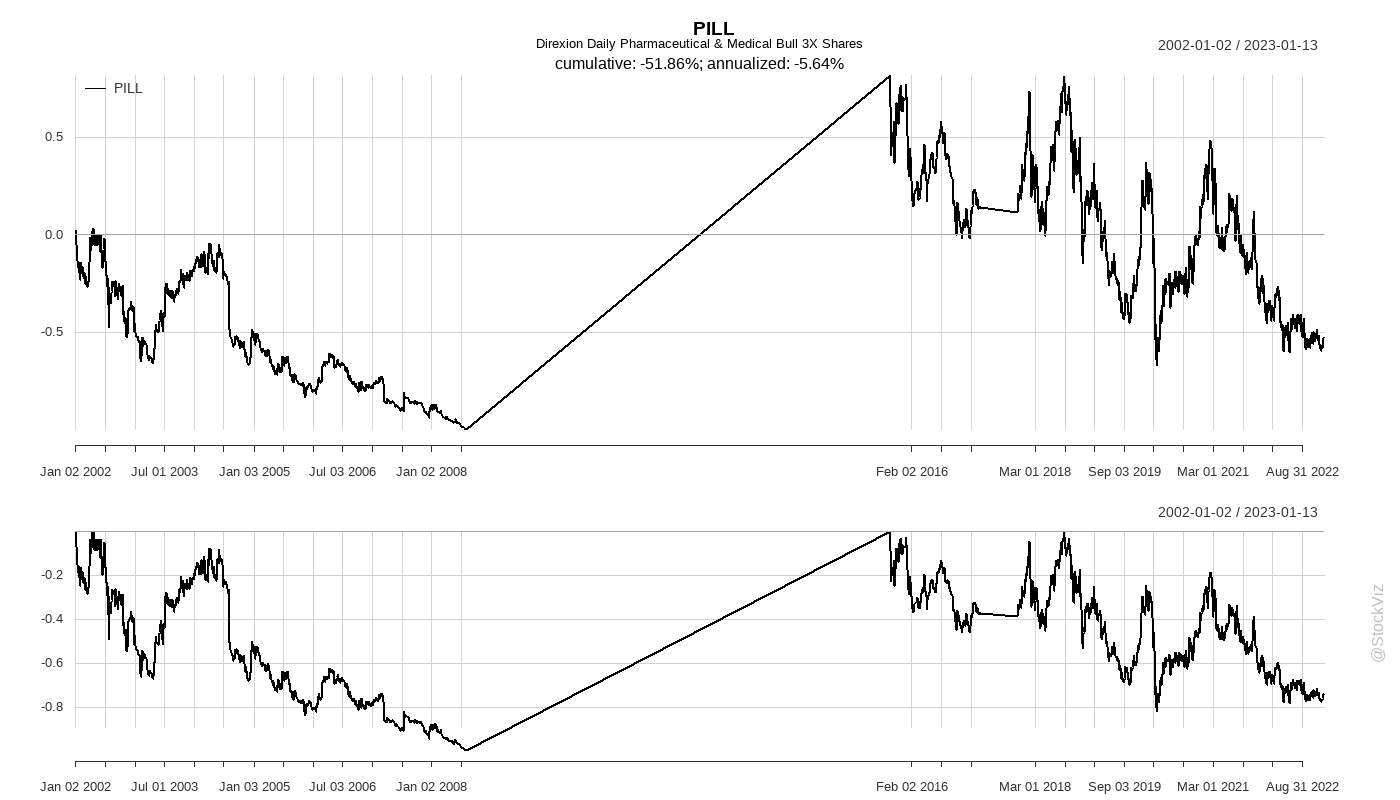 PILL
Direxion Daily Pharmaceutical & Medical Bull 3X Shares
cumulative: -51.86%; annualized: -5.64%
2002-01-02 / 2023-01-13
PILL
0.5
0.0
-0.5
Jan 02 2002 Jul 01 2003 Jan 03 2005 Jul 03 2006 Jan 02 2008 Feb 02 2016 Mar 01 2018 Sep 03 2019 Mar 01 2021 Aug 31 2022
2002-01-02 / 2023-01-13
-0.2
-0.4
-0.6
-0.8
Jan 02 2002 Jul 01 2003 Jan 03 2005 Jul 03 2006 Jan 02 2008 Feb 02 2016 Mar 01 2018 Sep 03 2019 Mar 01 2021 Aug 31 2022
@StockViz